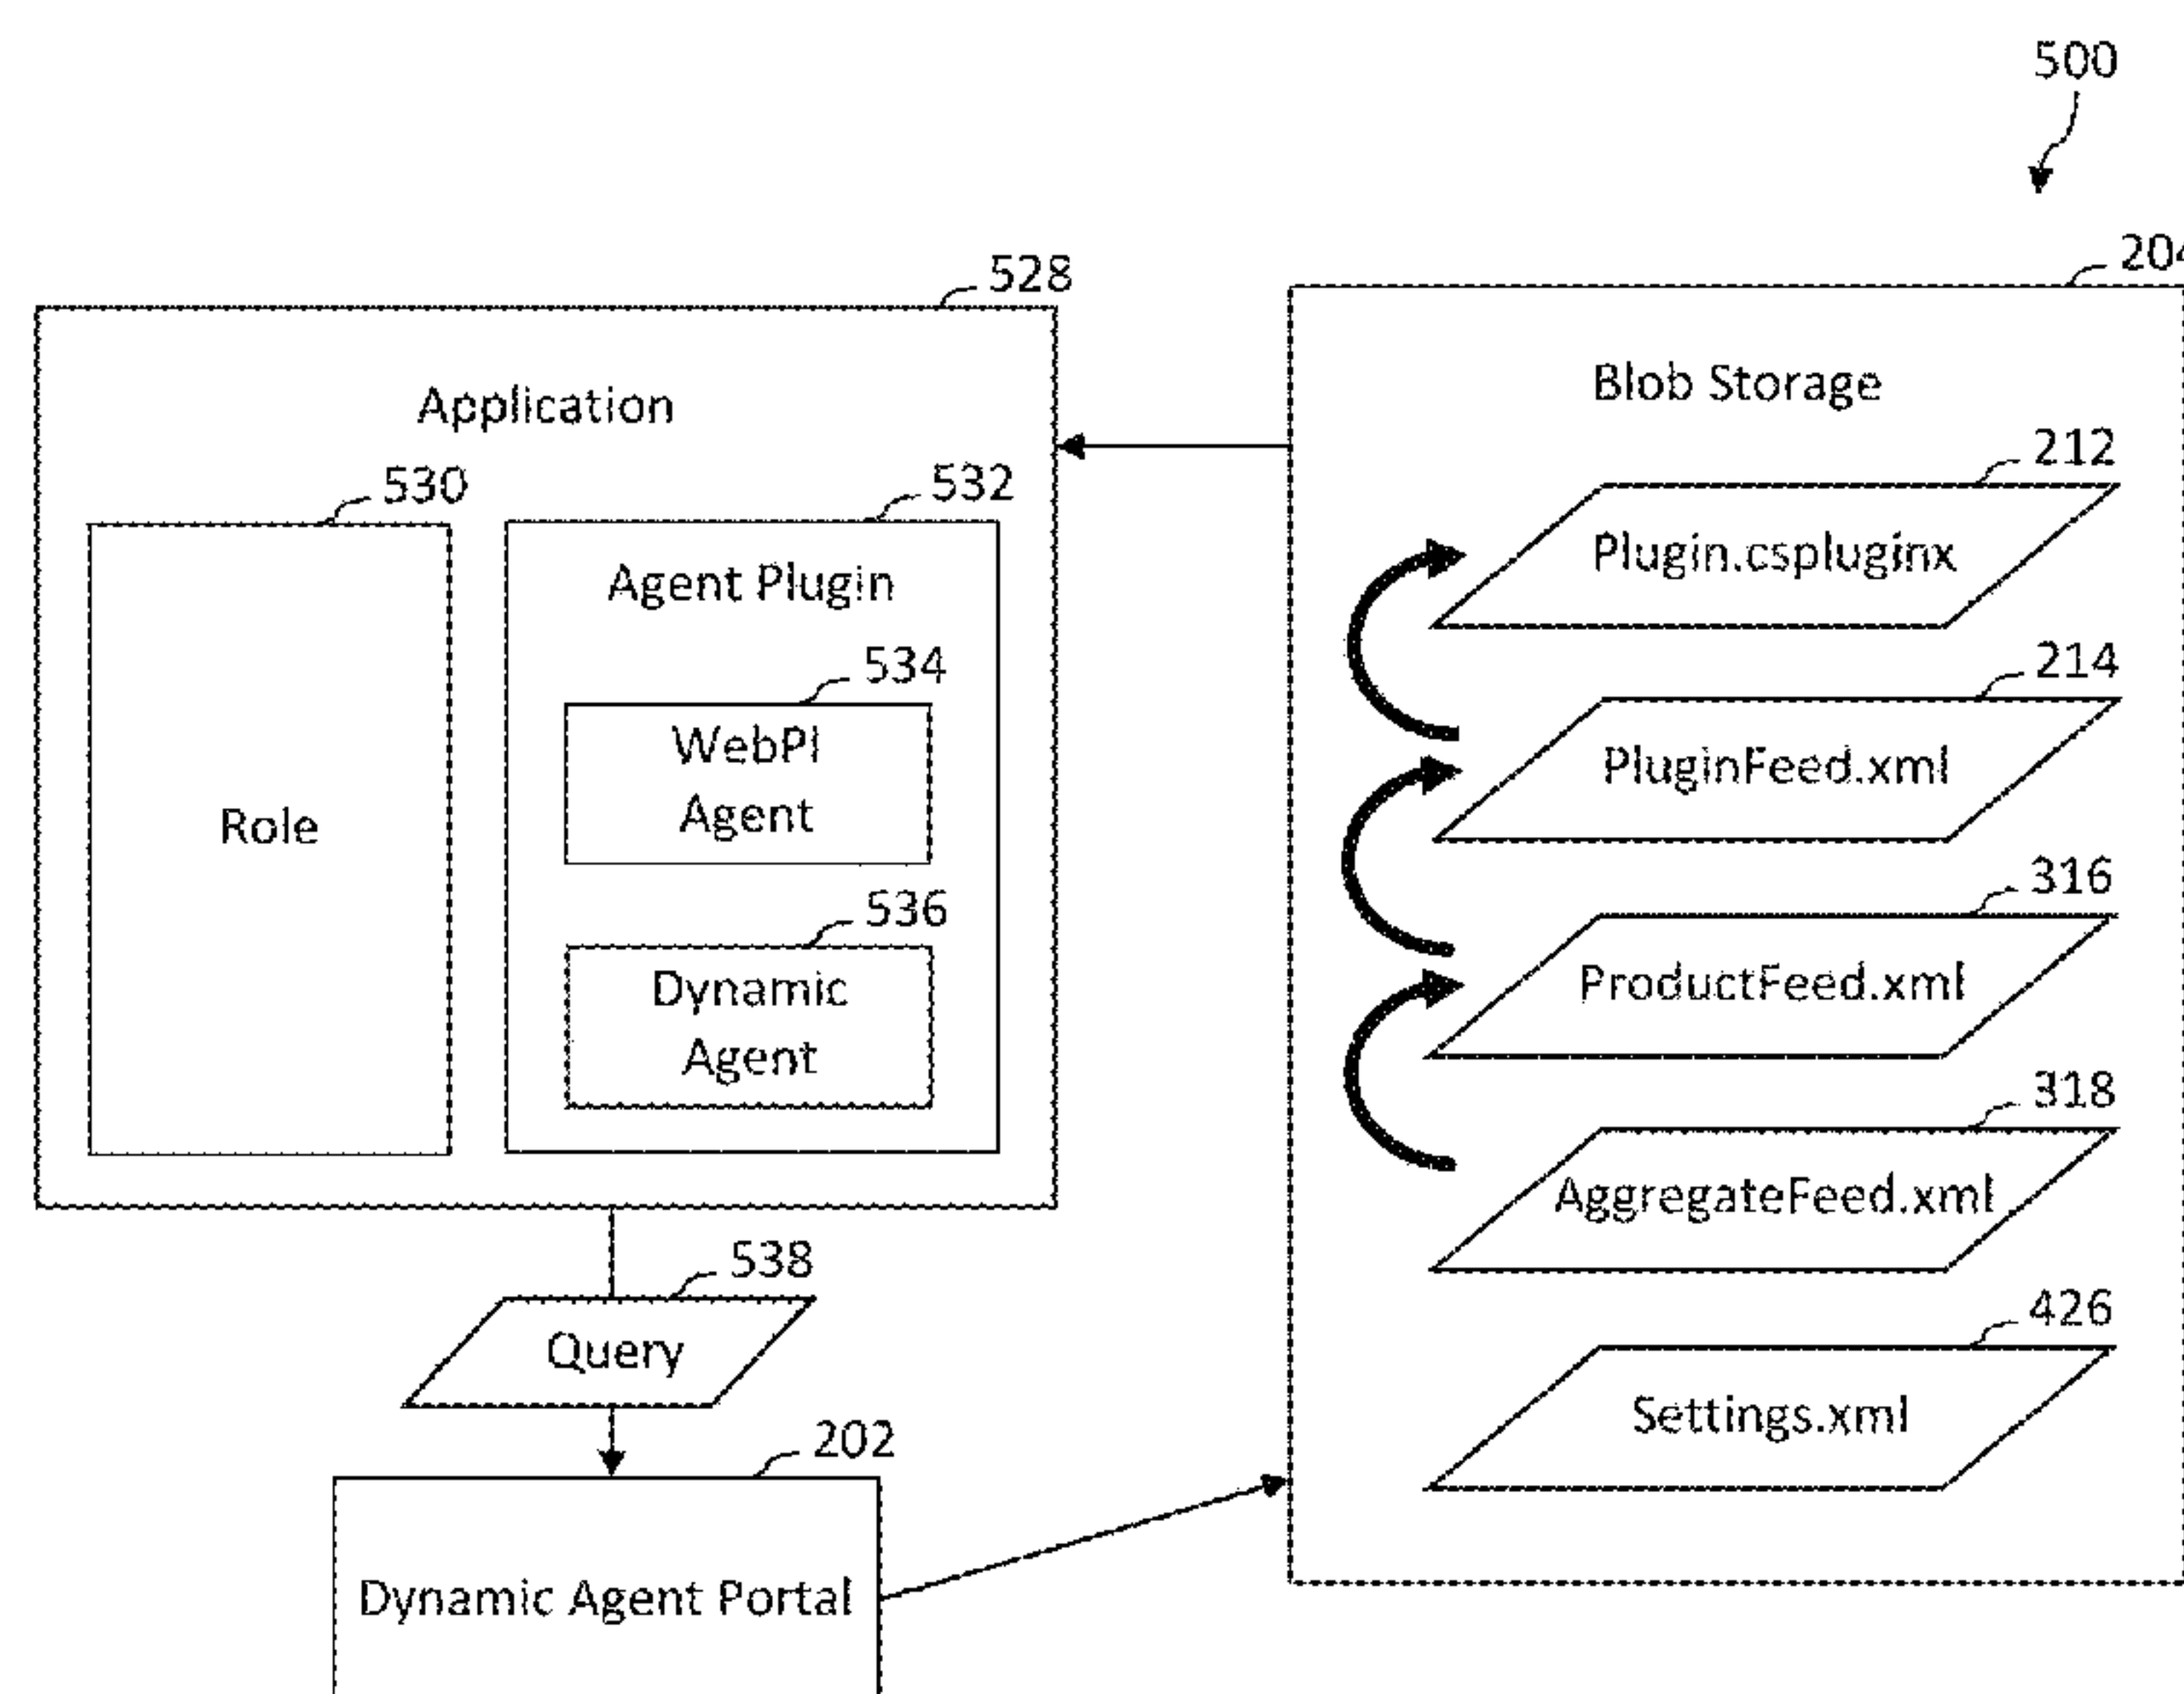 500
528
204
Application
Blob Storage
530
532
212
Agent Plugin
Plugin.cspluginx
534
214
WebPI
Agent
PluginFeed.xml
Role
536
316
Dynamic
Agent
ProductFeed.xml
318
AggregateFeed.xml
538
426
Query
Settings.xml
202
Dynamic Agent Portal